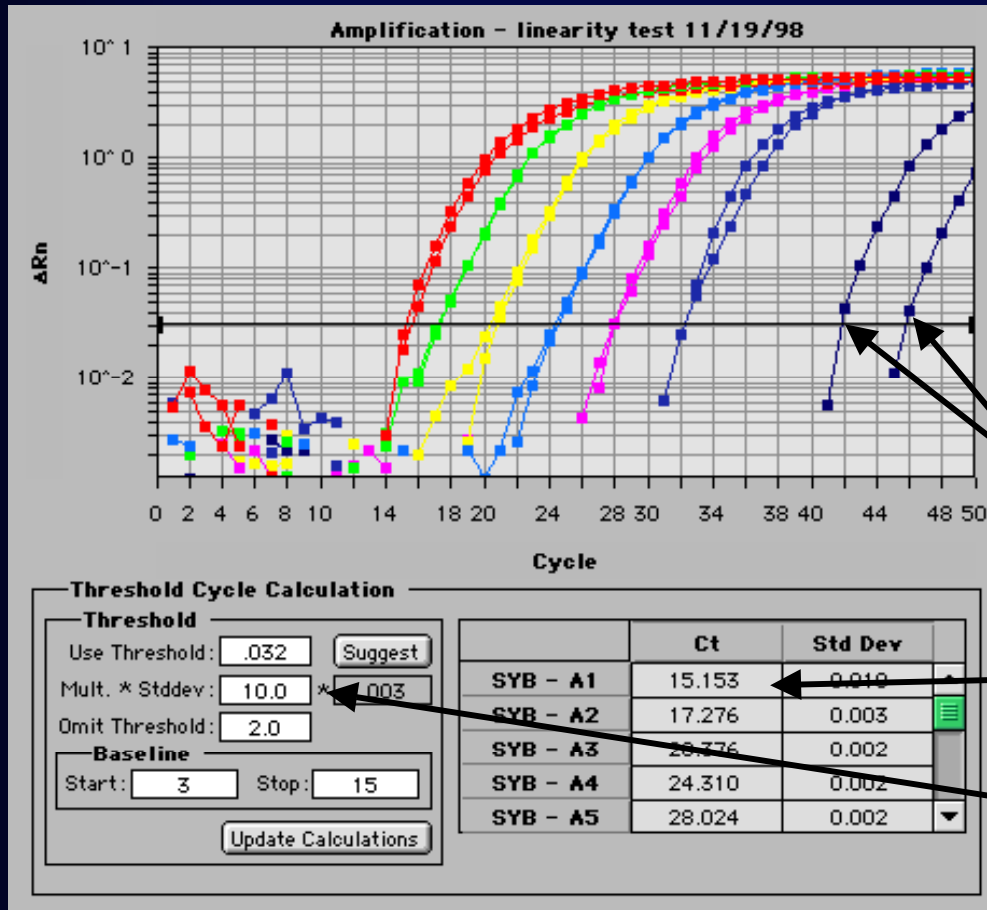 Amplification - linearity test 11/19/98
10^ 1
10^ 0
10^-1
10^-2
ΔRn
0 2 4 6 8 10 14 18 20 24 28 30 34 38 40 44 48 50
Cycle
Threshold Cycle Calculation
Threshold
Use Threshold: .032 Suggest
Mult. * Stddev: 10.0 * .003
Omit Threshold: 2.0
Baseline
Start: 3 Stop: 15
Update Calculations
Ct Std Dev
SYB - A1 15.153 0.010
SYB - A2 17.276 0.003
SYB - A3 20.376 0.002
SYB - A4 24.310 0.002
SYB - A5 28.024 0.002